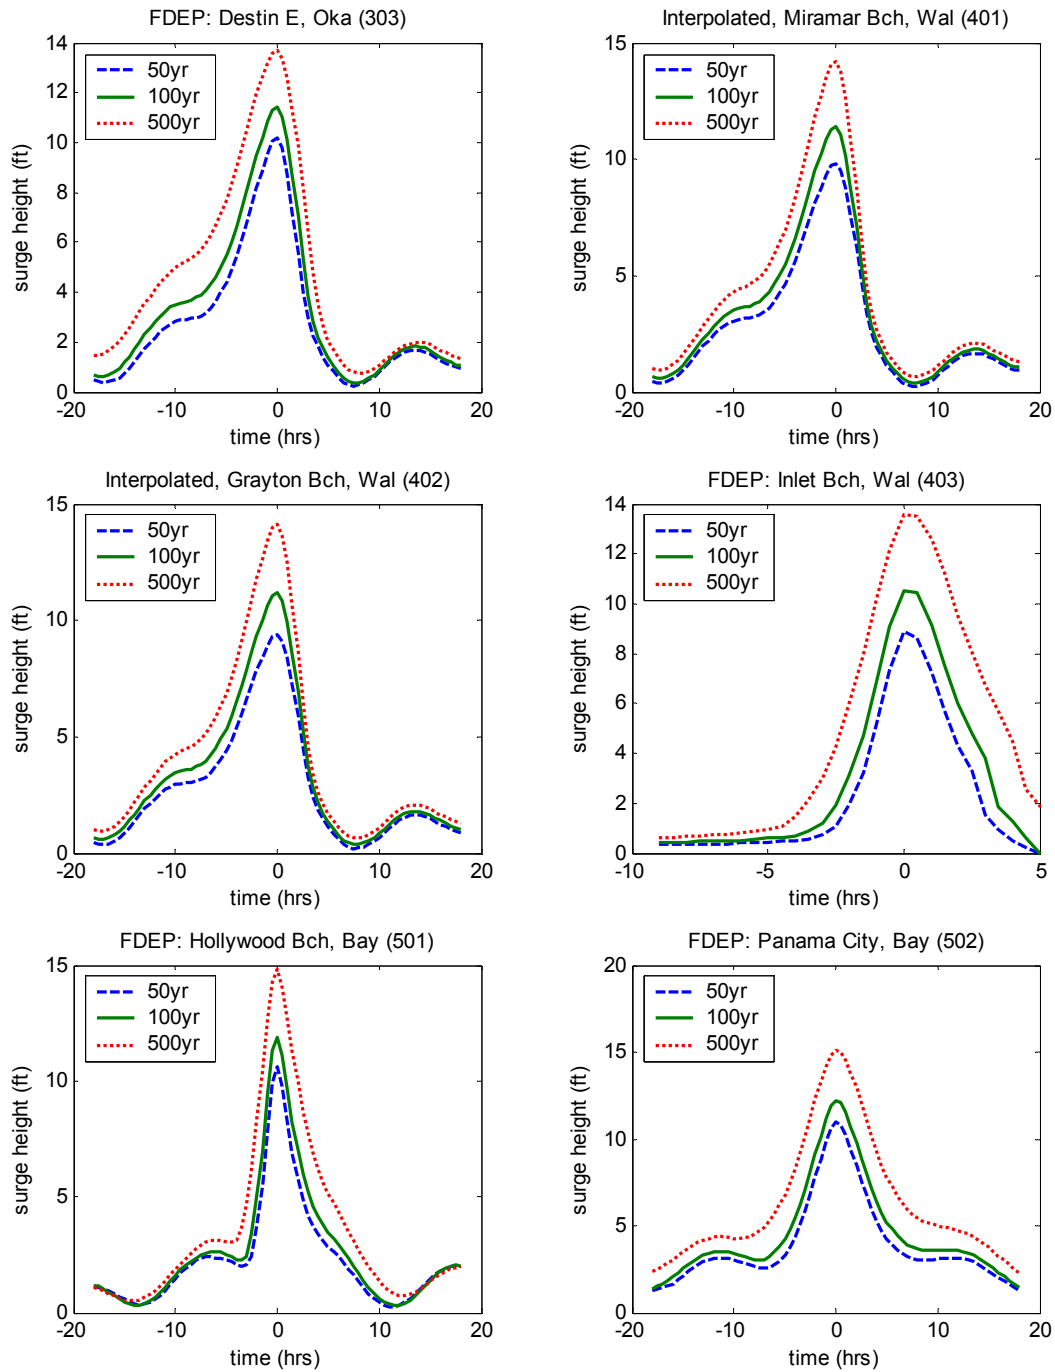 FDEP: Destin E, Oka (303)
14
12
10
8
6
4
2
0
surge height (ft)
50yr
100yr
500yr
-20
-10
0
10
20
time (hrs)
Interpolated, Miramar Bch, Wal (401)
15
10
5
0
surge height (ft)
50yr
100yr
500yr
-20
-10
0
10
20
time (hrs)
Interpolated, Grayton Bch, Wal (402)
15
10
5
0
surge height (ft)
50yr
100yr
500yr
-20
-10
0
10
20
time (hrs)
FDEP: Inlet Bch, Wal (403)
14
12
10
8
6
4
2
0
surge height (ft)
50yr
100yr
500yr
-10
-5
0
5
time (hrs)
FDEP: Hollywood Bch, Bay (501)
15
10
5
0
surge height (ft)
50yr
100yr
500yr
-20
-10
0
10
20
time (hrs)
FDEP: Panama City, Bay (502)
20
15
10
5
0
surge height (ft)
50yr
100yr
500yr
-20
-10
0
10
20
time (hrs)